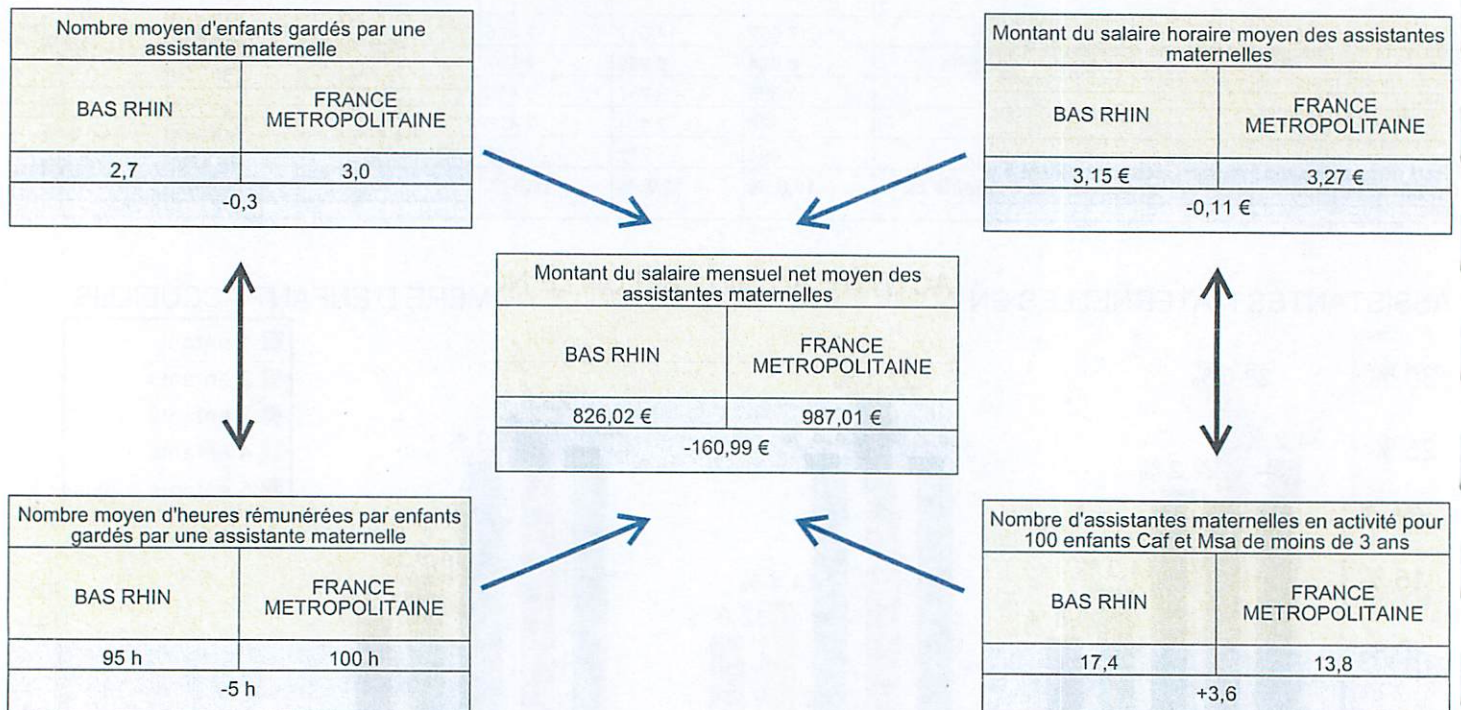 Nombre moyen d'enfants gardés par une
assistante maternelle
BAS RHIN
FRANCE
METROPOLITAINE
2,7
3,0
-0,3
Montant du salaire horaire moyen des assistantes
maternelles
BAS RHIN
FRANCE
METROPOLITAINE
3,15 €
3,27 €
-0,11 €
Montant du salaire mensuel net moyen des
assistantes maternelles
BAS RHIN
FRANCE
METROPOLITAINE
826,02 €
987,01 €
-160,99 €
Nombre moyen d'heures rémunérées par enfants
gardés par une assistante maternelle
BAS RHIN
FRANCE
METROPOLITAINE
95 h
100 h
-5 h
Nombre d'assistantes maternelles en activité pour
100 enfants Caf et Msa de moins de 3 ans
BAS RHIN
FRANCE
METROPOLITAINE
17,4
13,8
+3,6